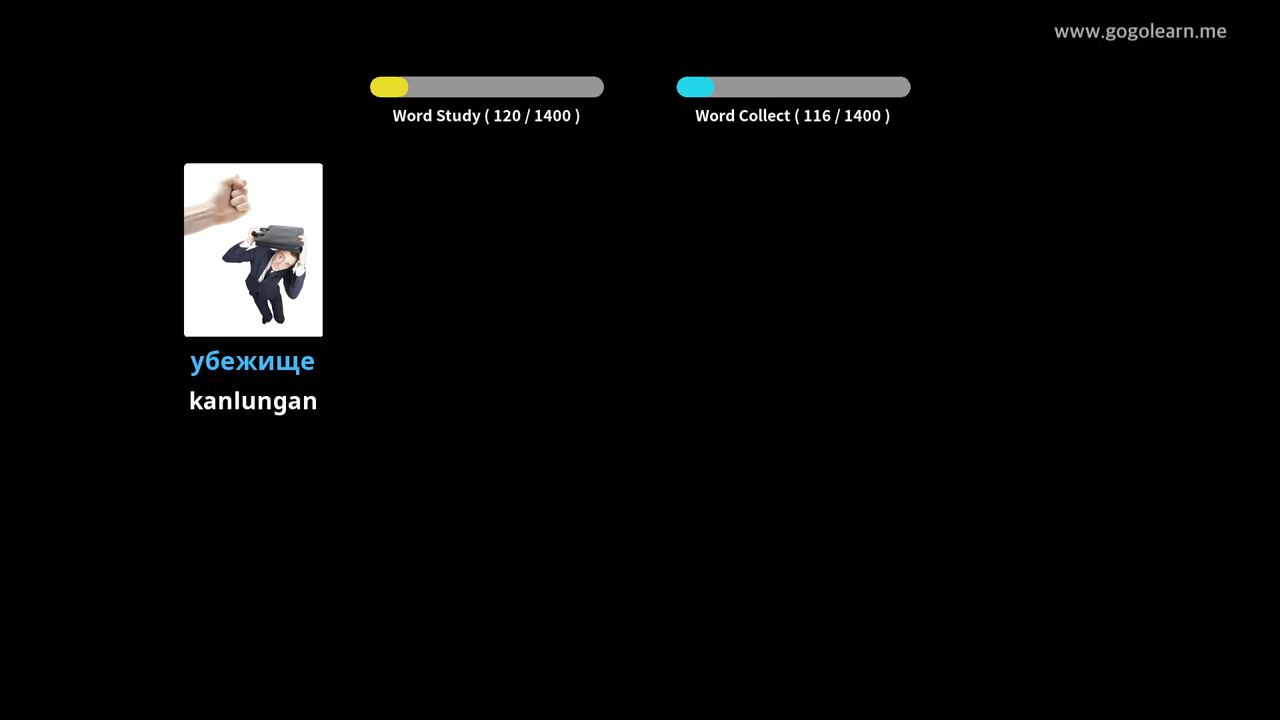 www.gogolearn.me
Word Study ( 120 / 1400 )
Word Collect ( 116 / 1400 )
убежище
kanlungan